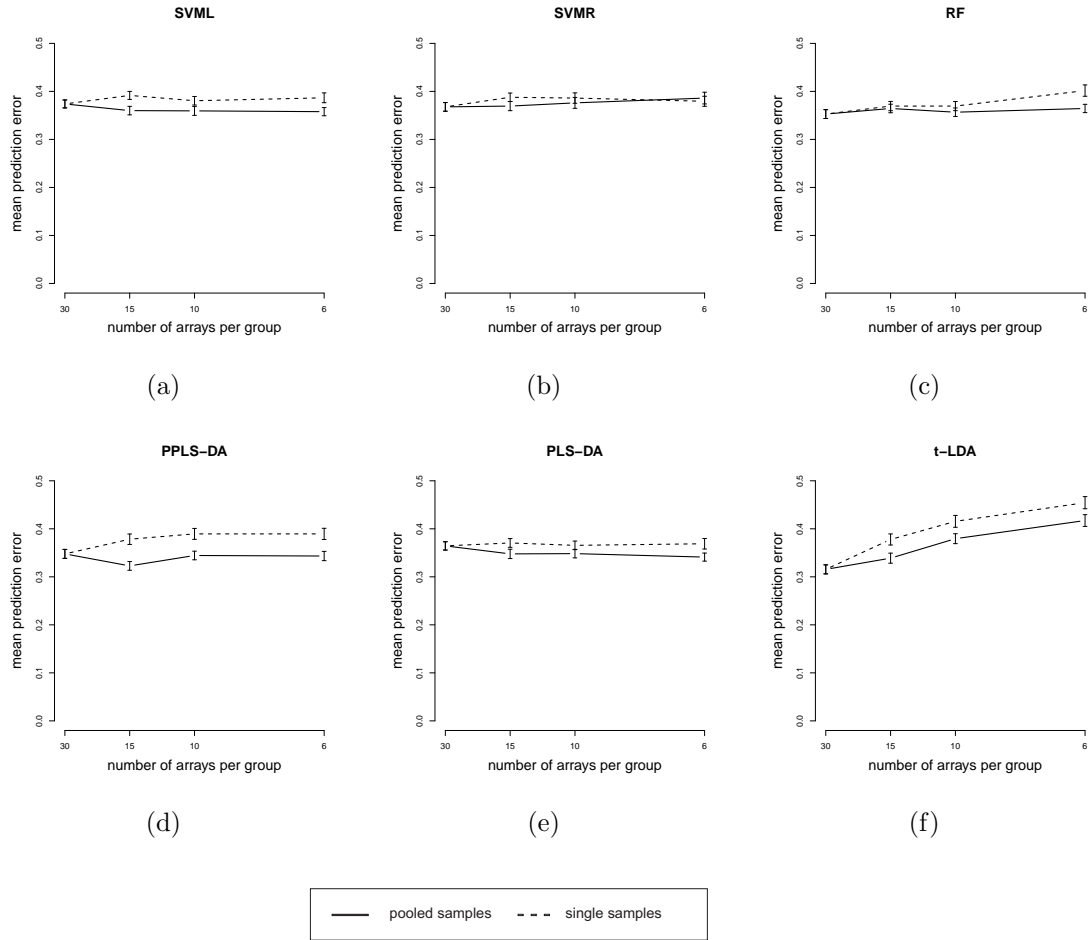 SVML
SVMR
RF
0.5
0.4
0.3
0.2
0.1
0.0
mean prediction error
30 15 10 6
number of arrays per group
0.5
0.4
0.3
0.2
0.1
0.0
mean prediction error
30 15 10 6
number of arrays per group
0.5
0.4
0.3
0.2
0.1
0.0
mean prediction error
30 15 10 6
number of arrays per group
(a)
(b)
(c)
PPLS−DA
PLS−DA
t−LDA
0.5
0.4
0.3
0.2
0.1
0.0
mean prediction error
30 15 10 6
number of arrays per group
0.5
0.4
0.3
0.2
0.1
0.0
mean prediction error
30 15 10 6
number of arrays per group
0.5
0.4
0.3
0.2
0.1
0.0
mean prediction error
30 15 10 6
number of arrays per group
(d)
(e)
(f)
pooled samples
single samples